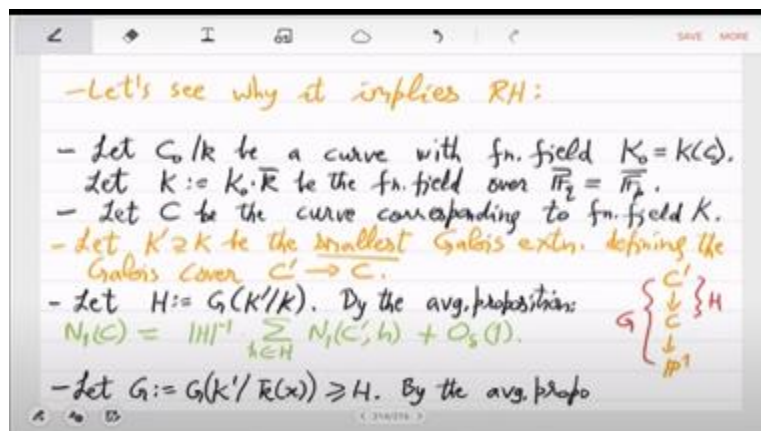 SAVE MORE
-Let's see why it implies RH:
- Let C₀/k be a curve with fn. field K₀ = k(C₀).
Let K := K₀·k̄ be the fn. field over F̄_q = F̄_p.
- Let C be the curve corresponding to fn. field K.
- Let K' ⊇ K be the smallest Galois extn. defining the
Galois cover C' → C.
- Let H := G(K'/K). By the avg. proposition:
N₁(C) = |H|⁻¹ Σ_{h∈H} N₁(C', h) + O_S(1).
G { C' ↓ C ↓ P¹ } H
- Let G := G(K'/k̄(x)) ≥ H. By the avg. propo